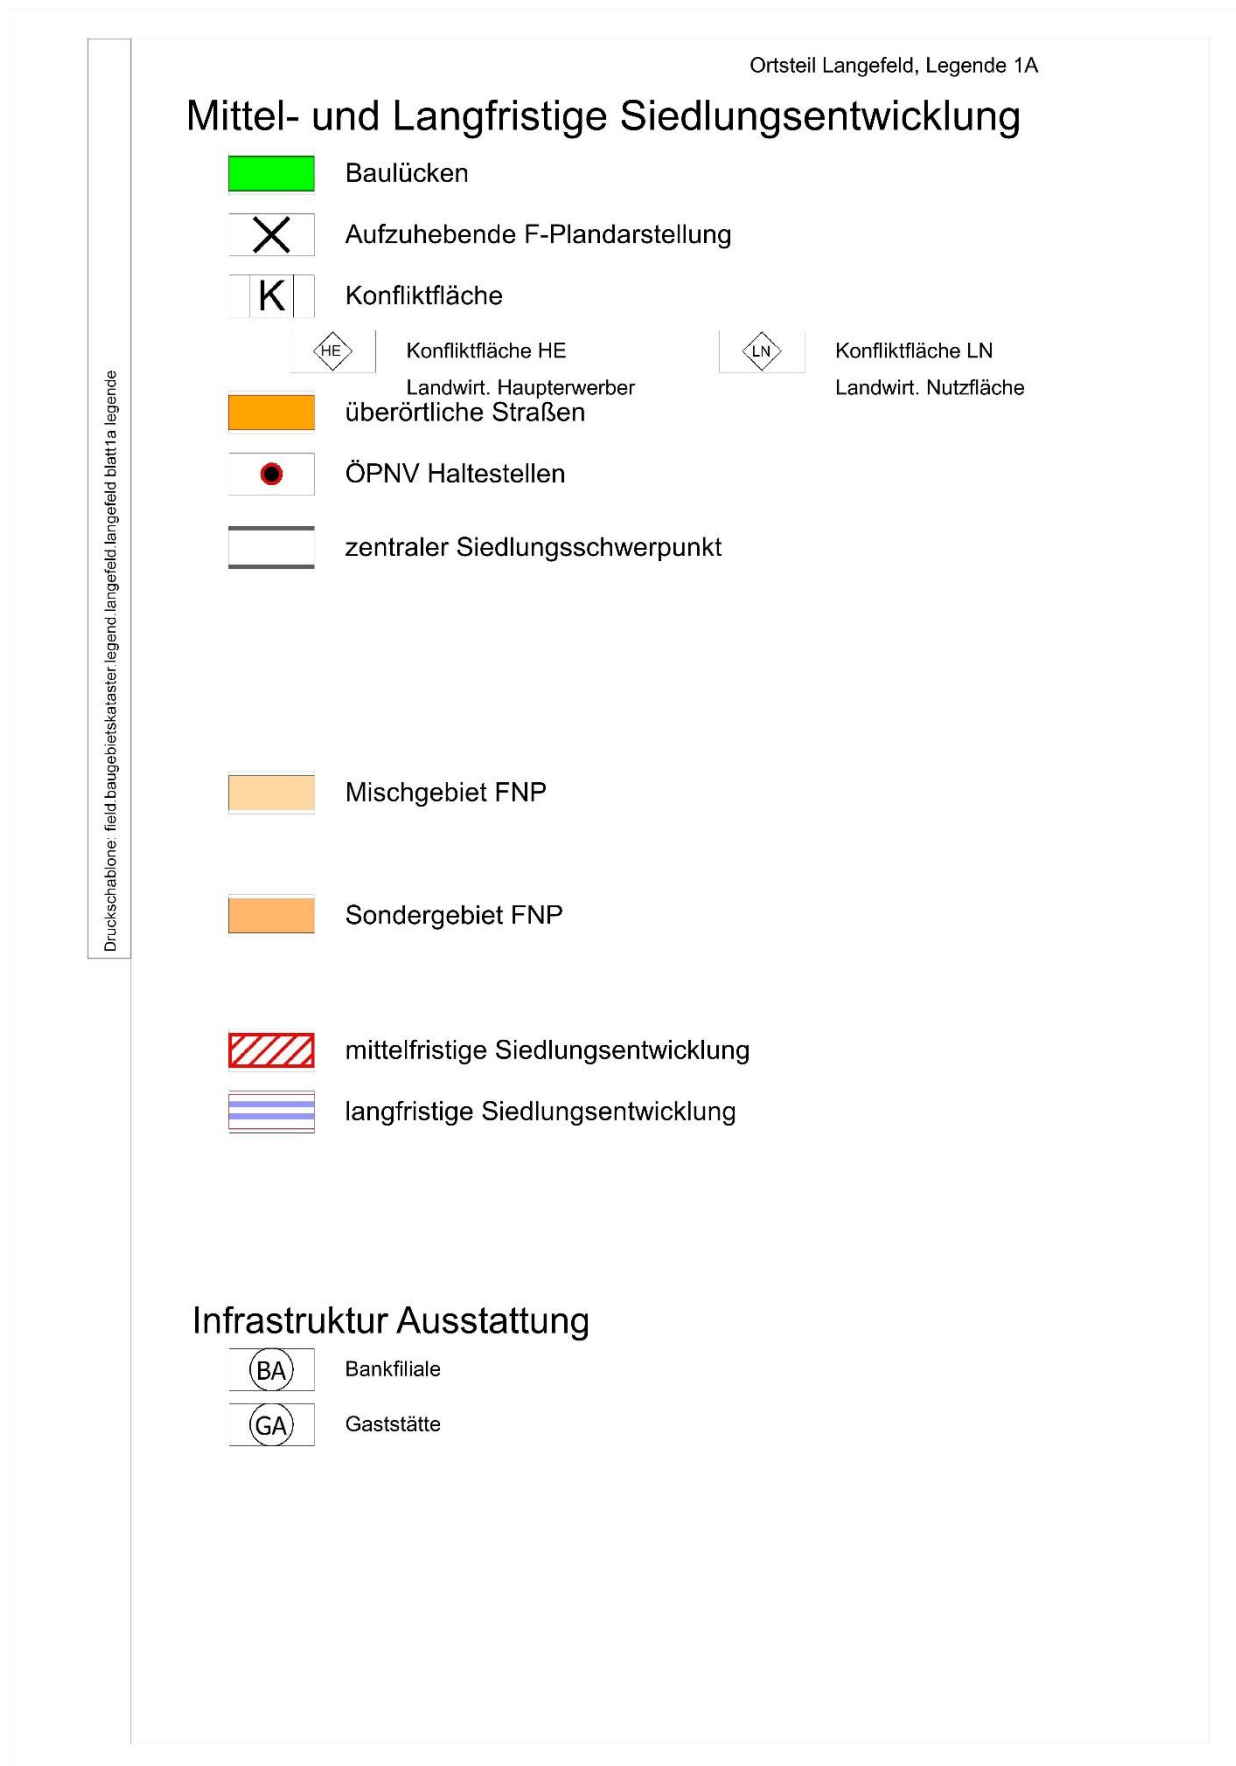 Ortsteil Langefeld, Legende 1A
Mittel- und Langfristige Siedlungsentwicklung
Baulücken
X Aufzuhebende F-Plandarstellung
K Konfliktfläche
HE Konfliktfläche HE LN Konfliktfläche LN
Landwirt. Haupterwerber Landwirt. Nutzfläche
überörtliche Straßen
ÖPNV Haltestellen
zentraler Siedlungsschwerpunkt
Mischgebiet FNP
Sondergebiet FNP
mittelfristige Siedlungsentwicklung
langfristige Siedlungsentwicklung
Infrastruktur Ausstattung
BA Bankfiliale
GA Gaststätte
Druckschablone: field.baugebietskataster.legend.langefeld.langefeld blatt1a legende